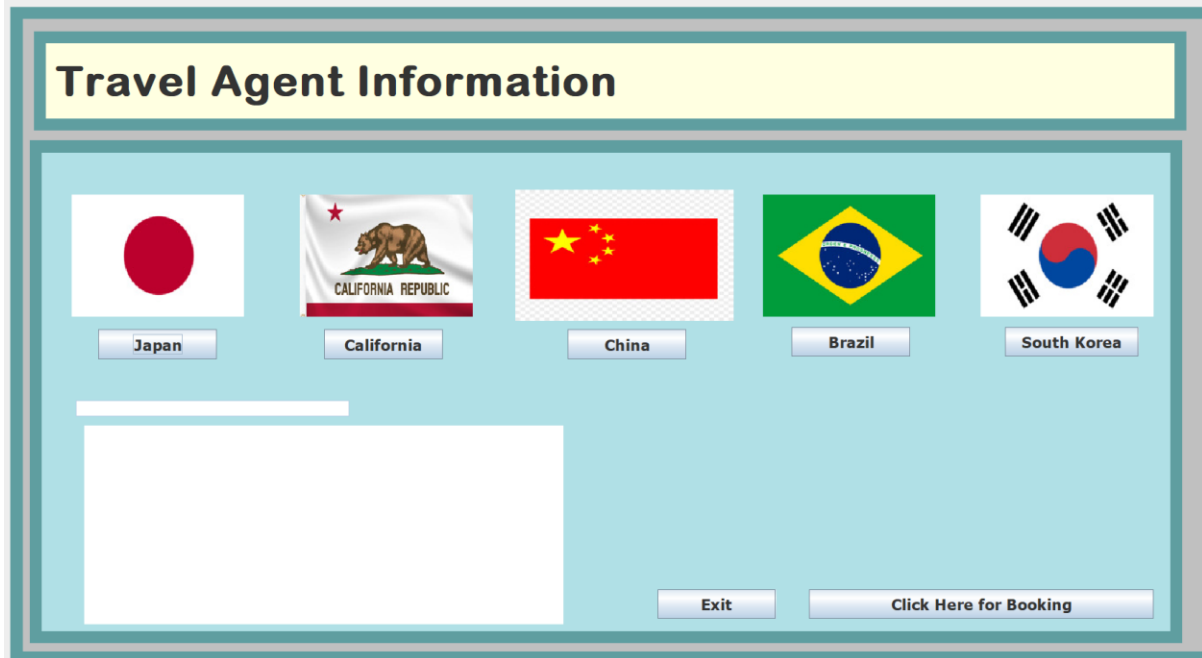 Travel Agent Information
CALIFORNIA REPUBLIC
Japan
California
China
Brazil
South Korea
Exit
Click Here for Booking